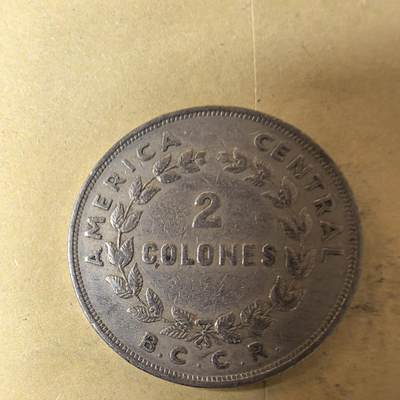 AMERICA CENTRAL
2
COLONES
B.C.C.R.